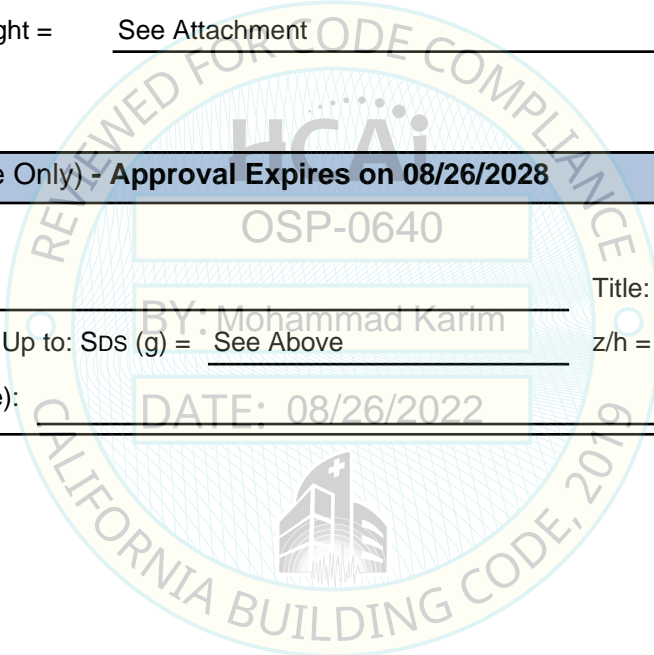 ght = See Attachment
REVIEWED FOR CODE COMPLIANCE
HCAi
e Only) - Approval Expires on 08/26/2028
OSP-0640
Title:
BY: Mohammad Karim
Up to: SDS (g) = See Above z/h =
e):
DATE: 08/26/2022
CALIFORNIA BUILDING CODE, 2019